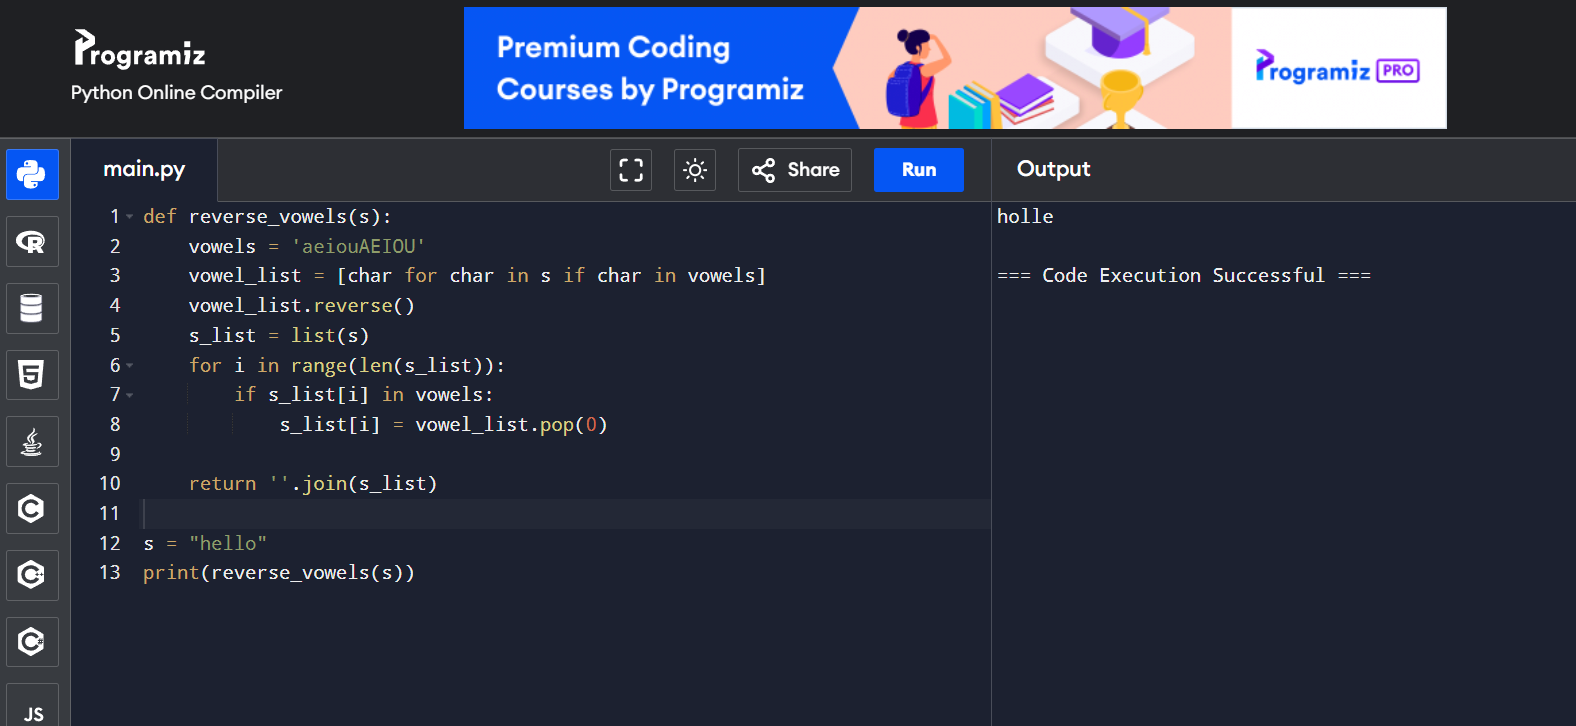 Programiz
Python Online Compiler
Premium Coding
Courses by Programiz
Programiz PRO
main.py
Share
Run
Output
1 def reverse_vowels(s):
2     vowels = 'aeiouAEIOU'
3     vowel_list = [char for char in s if char in vowels]
4     vowel_list.reverse()
5     s_list = list(s)
6     for i in range(len(s_list)):
7         if s_list[i] in vowels:
8             s_list[i] = vowel_list.pop(0)
9
10     return ''.join(s_list)
11
12 s = "hello"
13 print(reverse_vowels(s))
holle
=== Code Execution Successful ===
R
5
C
C++
C#
JS